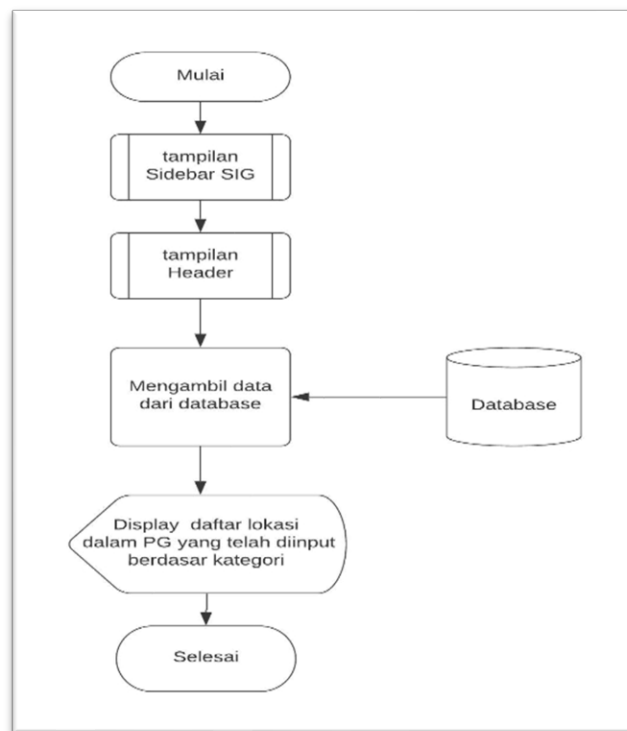 Mulai
tampilan
Sidebar SIG
tampilan
Header
Mengambil data
dari database
Database
Display daftar lokasi
dalam PG yang telah diinput
berdasar kategori
Selesai